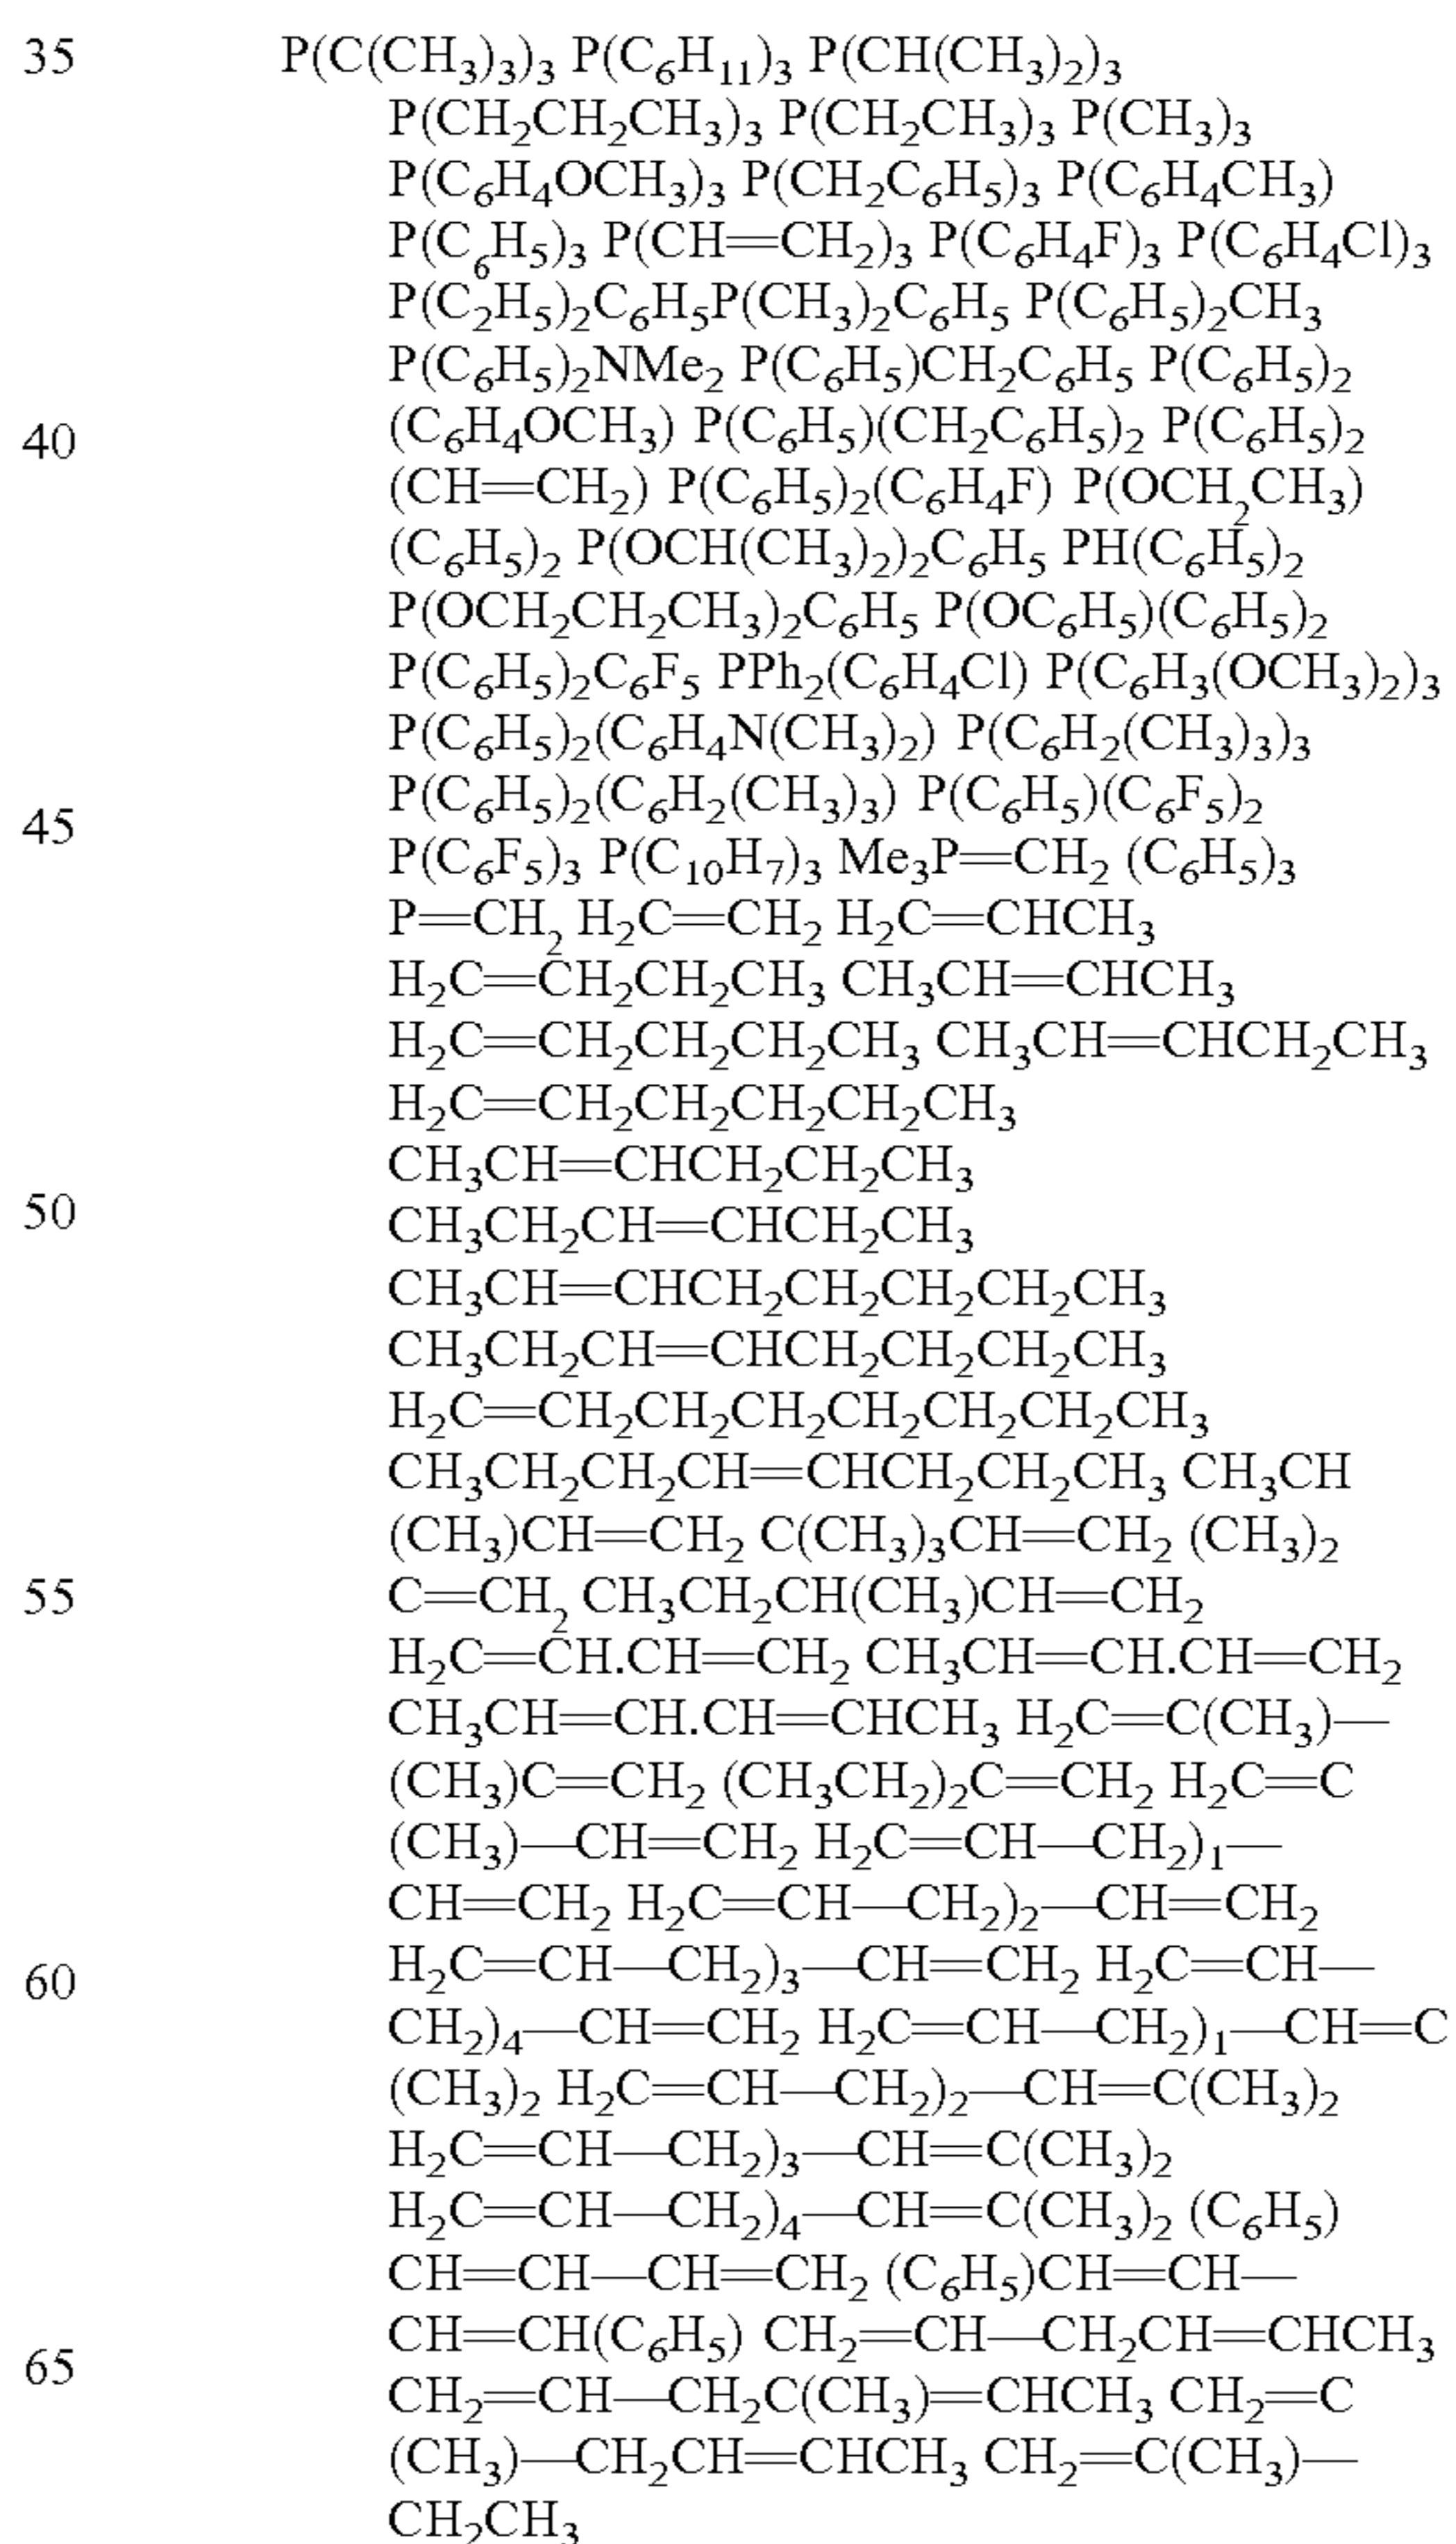 35 P(C(CH₃)₃)₃ P(C₆H₁₁)₃ P(CH(CH₃)₂)₃
P(CH₂CH₂CH₃)₃ P(CH₂CH₃)₃ P(CH₃)₃
P(C₆H₄OCH₃)₃ P(CH₂C₆H₅)₃ P(C₆H₄CH₃)
P(C₆H₅)₃ P(CH═CH₂)₃ P(C₆H₄F)₃ P(C₆H₄Cl)₃
P(C₂H₅)₂C₆H₅P(CH₃)₂C₆H₅ P(C₆H₅)₂CH₃
P(C₆H₅)₂NMe₂ P(C₆H₅)CH₂C₆H₅ P(C₆H₅)₂
40 (C₆H₄OCH₃) P(C₆H₅)(CH₂C₆H₅)₂ P(C₆H₅)₂
(CH═CH₂) P(C₆H₅)₂(C₆H₄F) P(OCH₂CH₃)
(C₆H₅)₂ P(OCH(CH₃)₂)₂C₆H₅ PH(C₆H₅)₂
P(OCH₂CH₂CH₃)₂C₆H₅ P(OC₆H₅)(C₆H₅)₂
P(C₆H₅)₂C₆F₅ PPh₂(C₆H₄Cl) P(C₆H₃(OCH₃)₂)₃
P(C₆H₅)₂(C₆H₄N(CH₃)₂) P(C₆H₂(CH₃)₃)₃
45 P(C₆H₅)₂(C₆H₂(CH₃)₃) P(C₆H₅)(C₆F₅)₂
P(C₆F₅)₃ P(C₁₀H₇)₃ Me₃P═CH₂ (C₆H₅)₃
P═CH₂ H₂C═CH₂ H₂C═CHCH₃
H₂C═CH₂CH₂CH₃ CH₃CH═CHCH₃
H₂C═CH₂CH₂CH₂CH₃ CH₃CH═CHCH₂CH₃
H₂C═CH₂CH₂CH₂CH₂CH₃
CH₃CH═CHCH₂CH₂CH₃
50 CH₃CH₂CH═CHCH₂CH₃
CH₃CH═CHCH₂CH₂CH₂CH₂CH₃
CH₃CH₂CH═CHCH₂CH₂CH₂CH₃
H₂C═CH₂CH₂CH₂CH₂CH₂CH₂CH₃
CH₃CH₂CH₂CH═CHCH₂CH₂CH₃ CH₃CH
(CH₃)CH═CH₂ C(CH₃)₃CH═CH₂ (CH₃)₂
55 C═CH₂ CH₃CH₂CH(CH₃)CH═CH₂
H₂C═CH.CH═CH₂ CH₃CH═CH.CH═CH₂
CH₃CH═CH.CH═CHCH₃ H₂C═C(CH₃)—
(CH₃)C═CH₂ (CH₃CH₂)₂C═CH₂ H₂C═C
(CH₃)—CH═CH₂ H₂C═CH—CH₂)₁—
CH═CH₂ H₂C═CH—CH₂)₂—CH═CH₂
60 H₂C═CH—CH₂)₃—CH═CH₂ H₂C═CH—
CH₂)₄—CH═CH₂ H₂C═CH—CH₂)₁—CH═C
(CH₃)₂ H₂C═CH—CH₂)₂—CH═C(CH₃)₂
H₂C═CH—CH₂)₃—CH═C(CH₃)₂
H₂C═CH—CH₂)₄—CH═C(CH₃)₂ (C₆H₅)
CH═CH—CH═CH₂ (C₆H₅)CH═CH—
CH═CH(C₆H₅) CH₂═CH—CH₂CH═CHCH₃
65 CH₂═CH—CH₂C(CH₃)═CHCH₃ CH₂═C
(CH₃)—CH₂CH═CHCH₃ CH₂═C(CH₃)—
CH₂CH₃